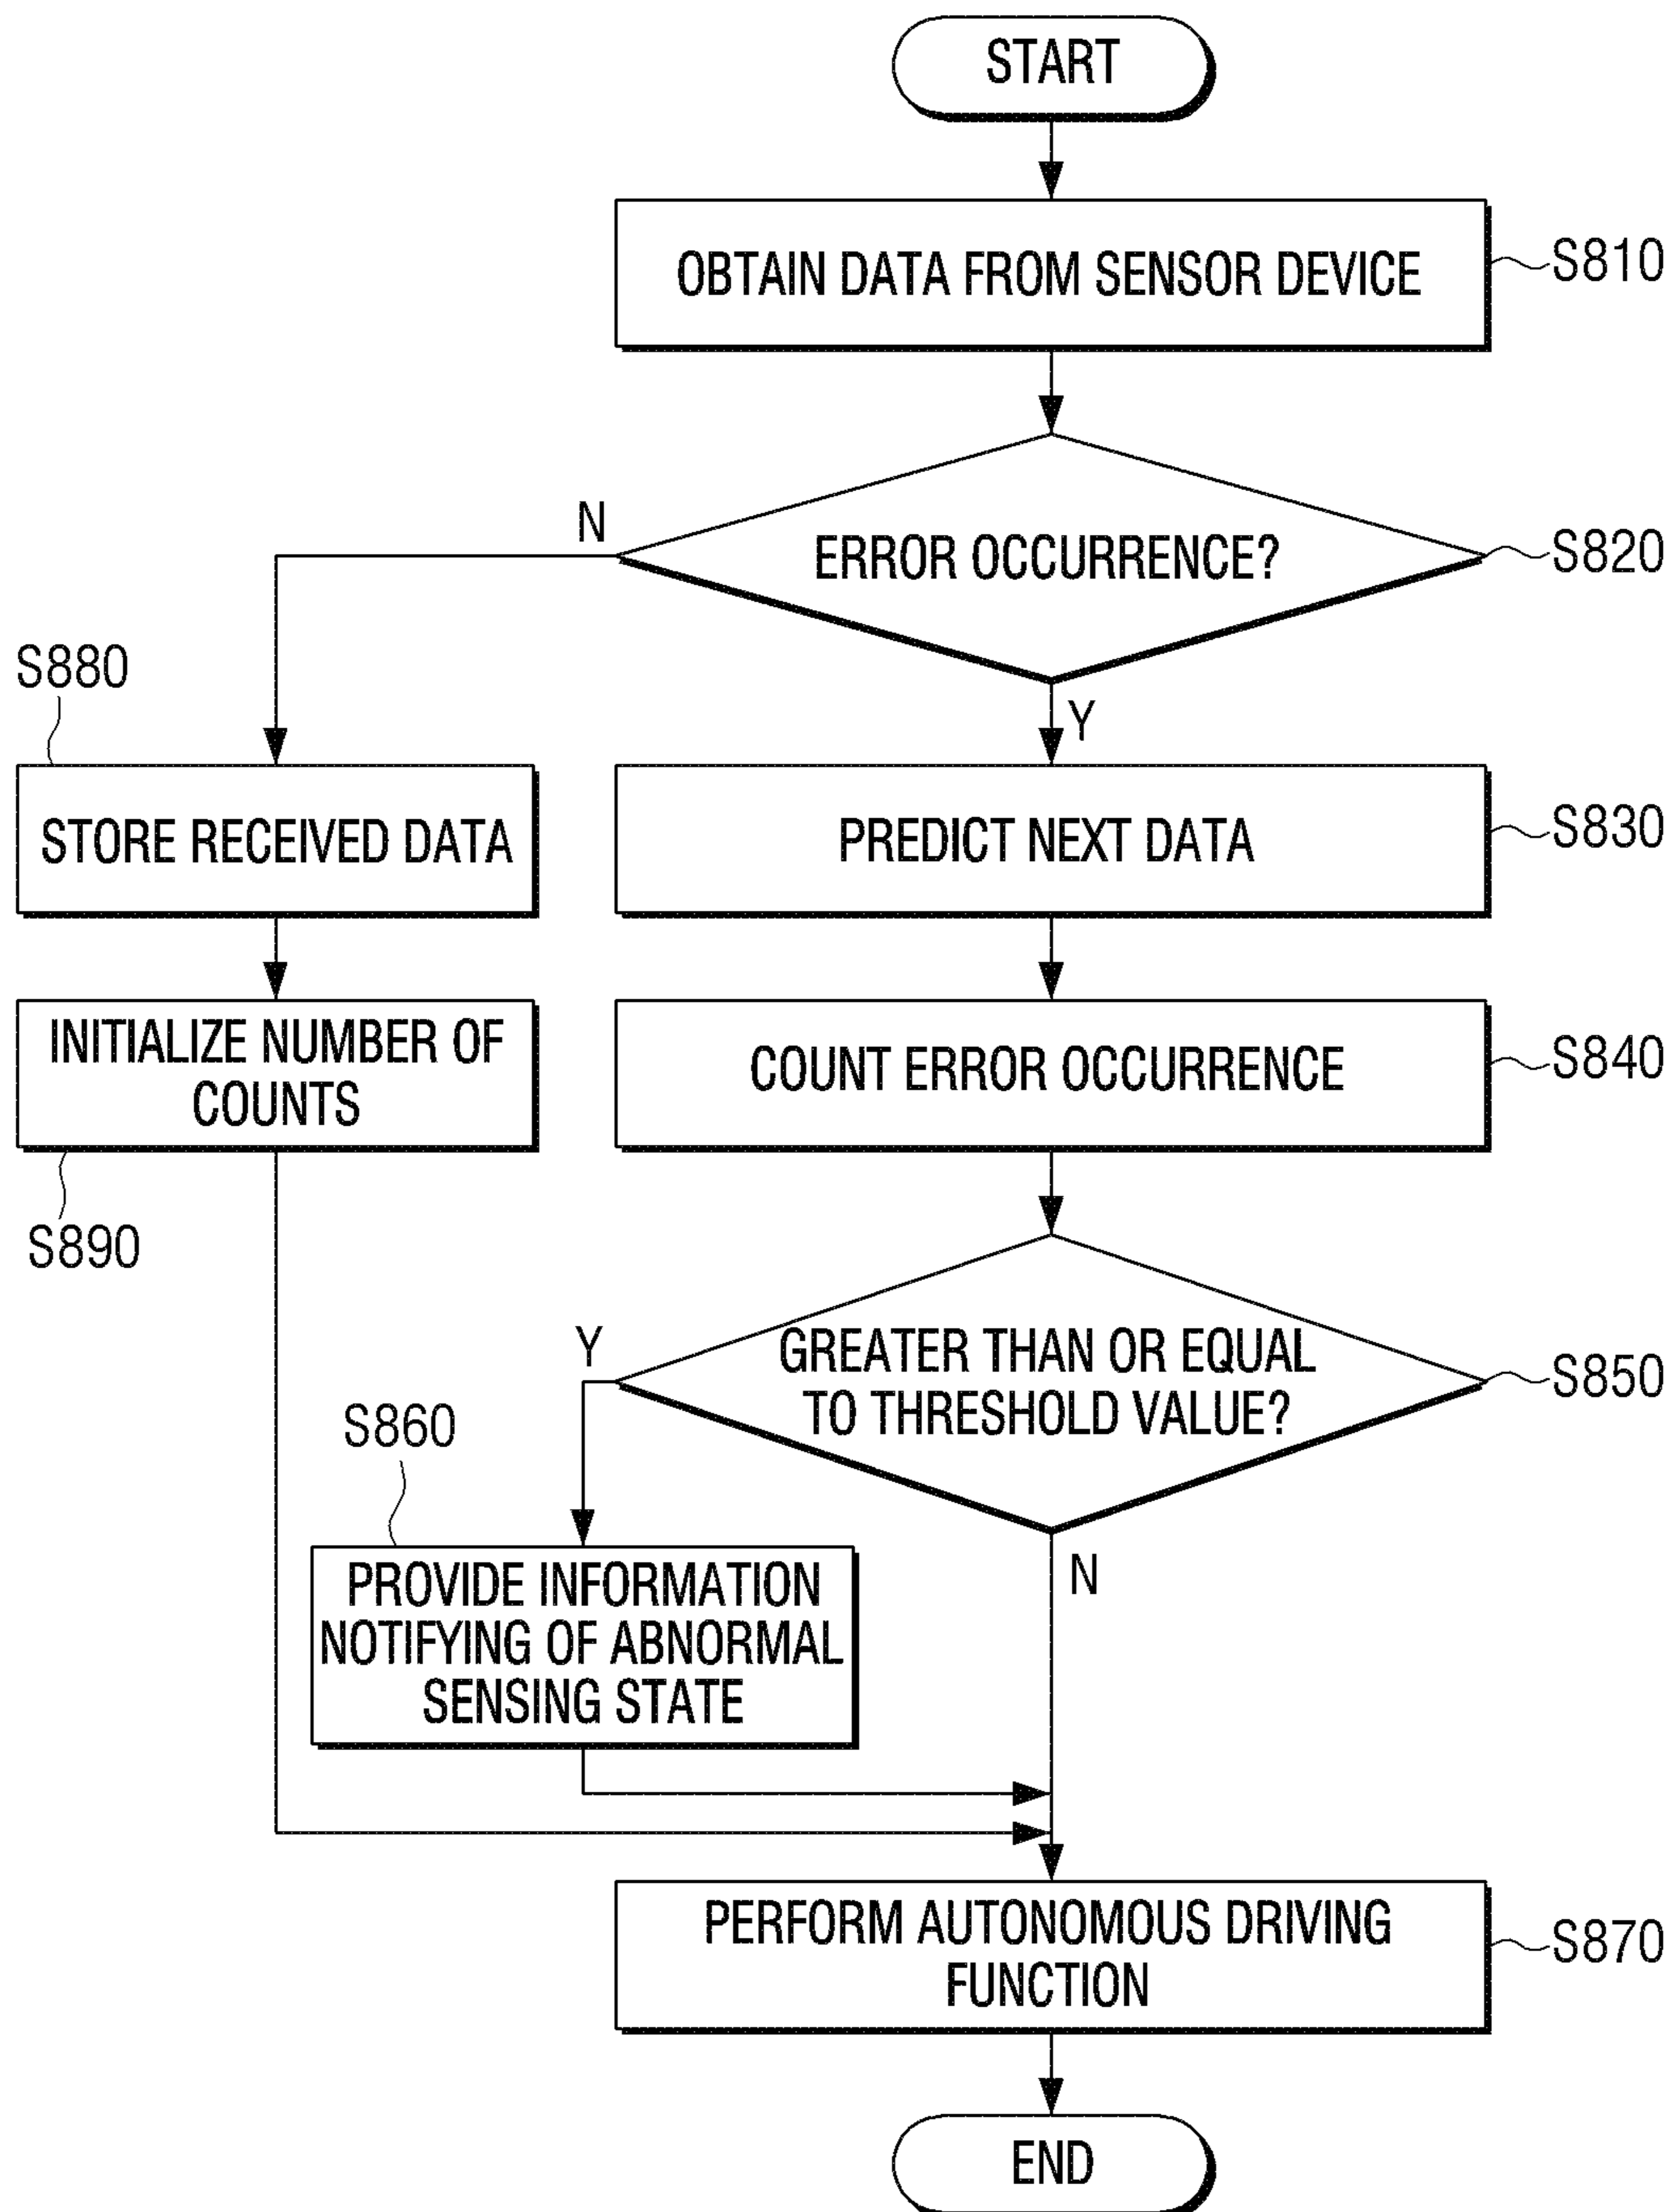 START
OBTAIN DATA FROM SENSOR DEVICE
S810
N
ERROR OCCURRENCE?
S820
Y
S880
STORE RECEIVED DATA
PREDICT NEXT DATA
S830
INITIALIZE NUMBER OF
COUNTS
S890
COUNT ERROR OCCURRENCE
S840
Y
GREATER THAN OR EQUAL
TO THRESHOLD VALUE?
S850
S860
N
PROVIDE INFORMATION
NOTIFYING OF ABNORMAL
SENSING STATE
PERFORM AUTONOMOUS DRIVING
FUNCTION
S870
END